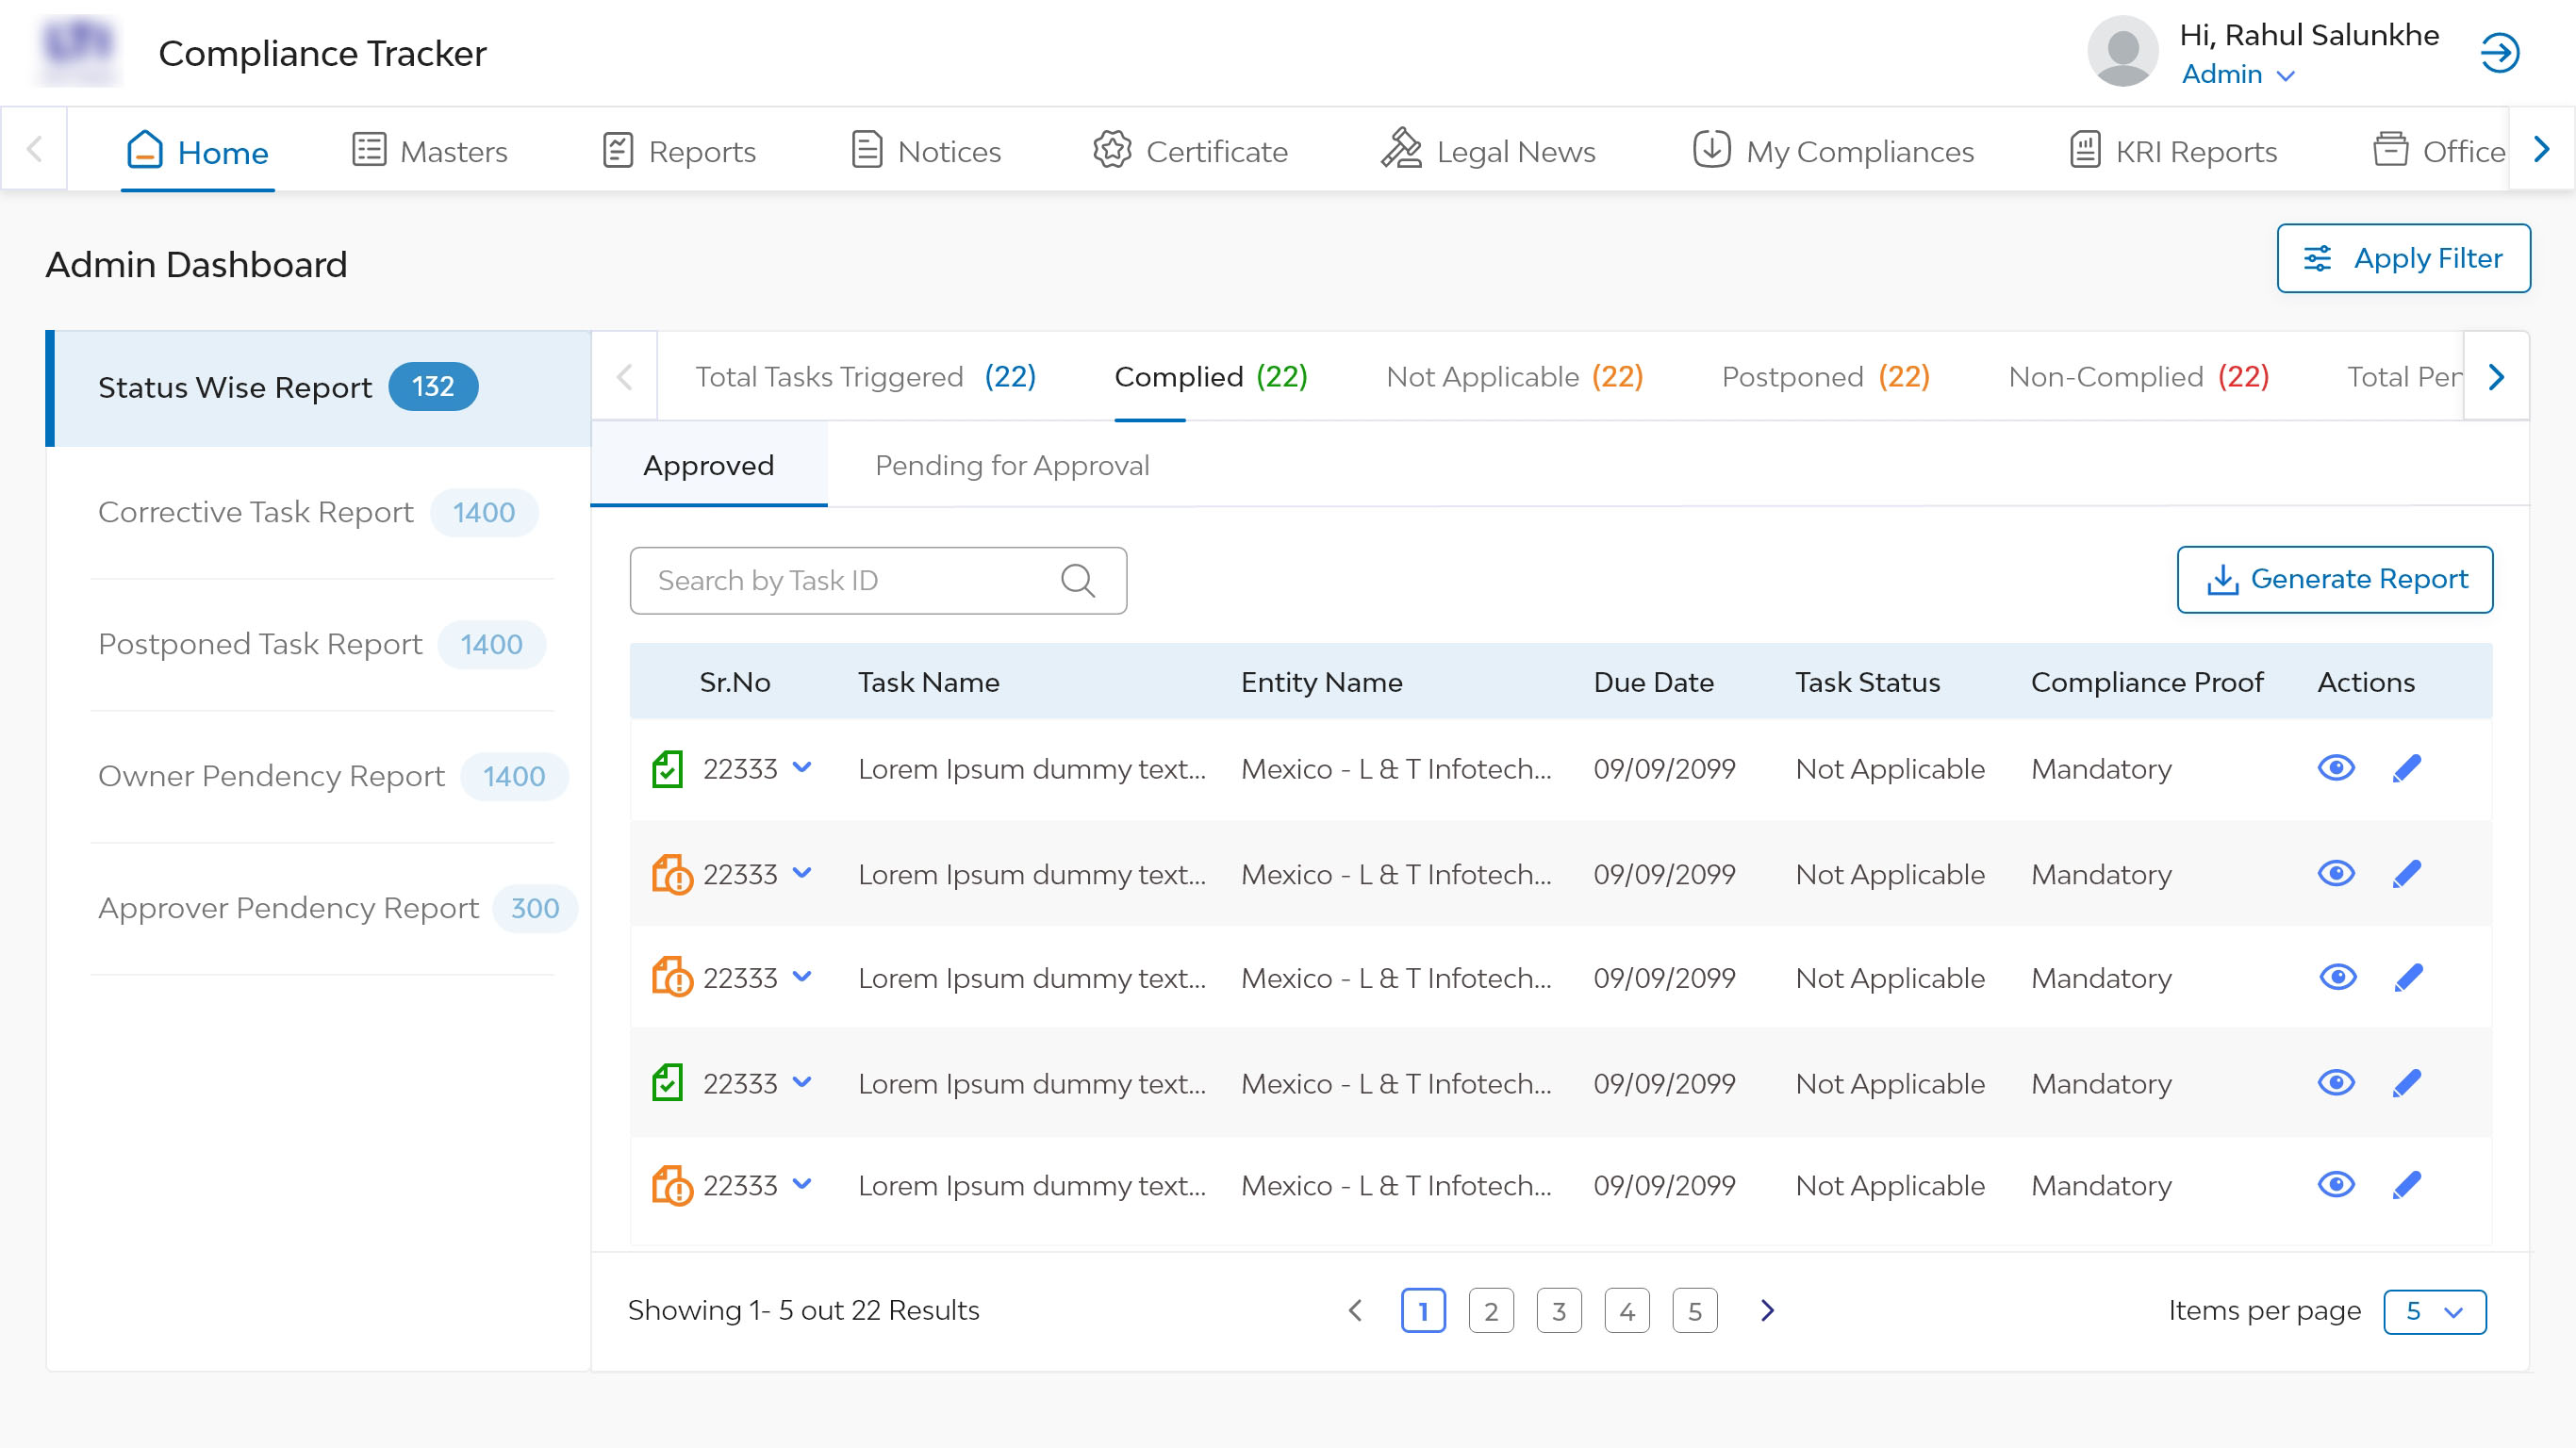 Compliance Tracker
Hi, Rahul Salunkhe
Admin
Home Masters Reports Notices Certificate Legal News My Compliances KRI Reports Office
Admin Dashboard
Apply Filter
Status Wise Report 132
Corrective Task Report 1400
Postponed Task Report 1400
Owner Pendency Report 1400
Approver Pendency Report 300
Total Tasks Triggered (22) Complied (22) Not Applicable (22) Postponed (22) Non-Complied (22) Total Per
Approved Pending for Approval
Search by Task ID
Generate Report
Sr.No Task Name Entity Name Due Date Task Status Compliance Proof Actions
22333 Lorem Ipsum dummy text... Mexico - L & T Infotech... 09/09/2099 Not Applicable Mandatory
22333 Lorem Ipsum dummy text... Mexico - L & T Infotech... 09/09/2099 Not Applicable Mandatory
22333 Lorem Ipsum dummy text... Mexico - L & T Infotech... 09/09/2099 Not Applicable Mandatory
22333 Lorem Ipsum dummy text... Mexico - L & T Infotech... 09/09/2099 Not Applicable Mandatory
22333 Lorem Ipsum dummy text... Mexico - L & T Infotech... 09/09/2099 Not Applicable Mandatory
Showing 1- 5 out 22 Results
1 2 3 4 5
Items per page 5